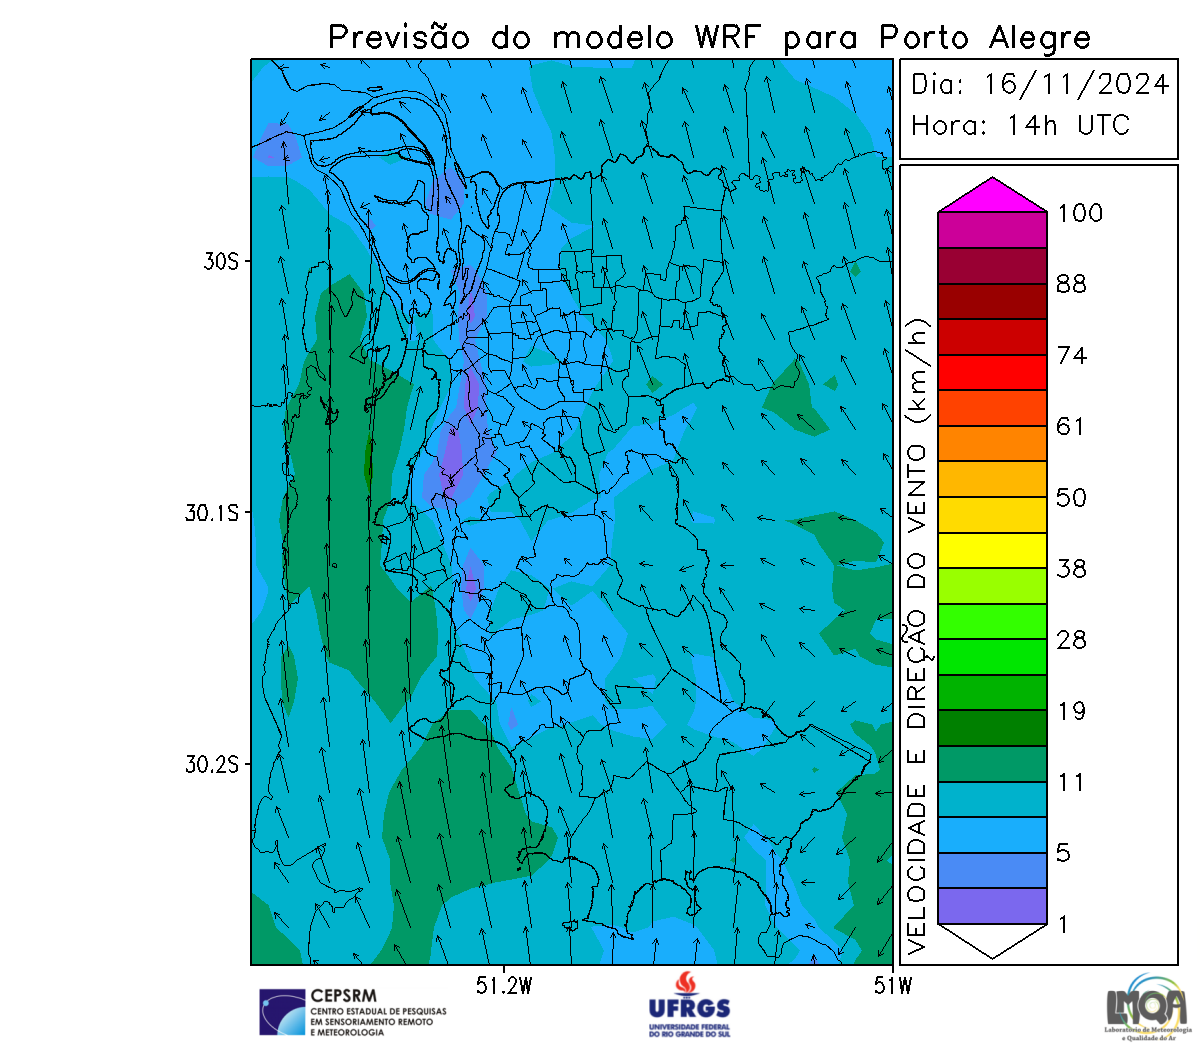 Previsão do modelo WRF para Porto Alegre
Dia: 16/11/2024
Hora: 14h UTC
VELOCIDADE E DIREÇÃO DO VENTO (km/h)
100
88
74
61
50
38
28
19
11
5
1
30S
30.1S
30.2S
51.2W
51W
CEPSRM
CENTRO ESTADUAL DE PESQUISAS
EM SENSORIAMENTO REMOTO
E METEOROLOGIA
UFRGS
UNIVERSIDADE FEDERAL
DO RIO GRANDE DO SUL
LMQA
Laboratório de Meteorologia
e Qualidade do Ar